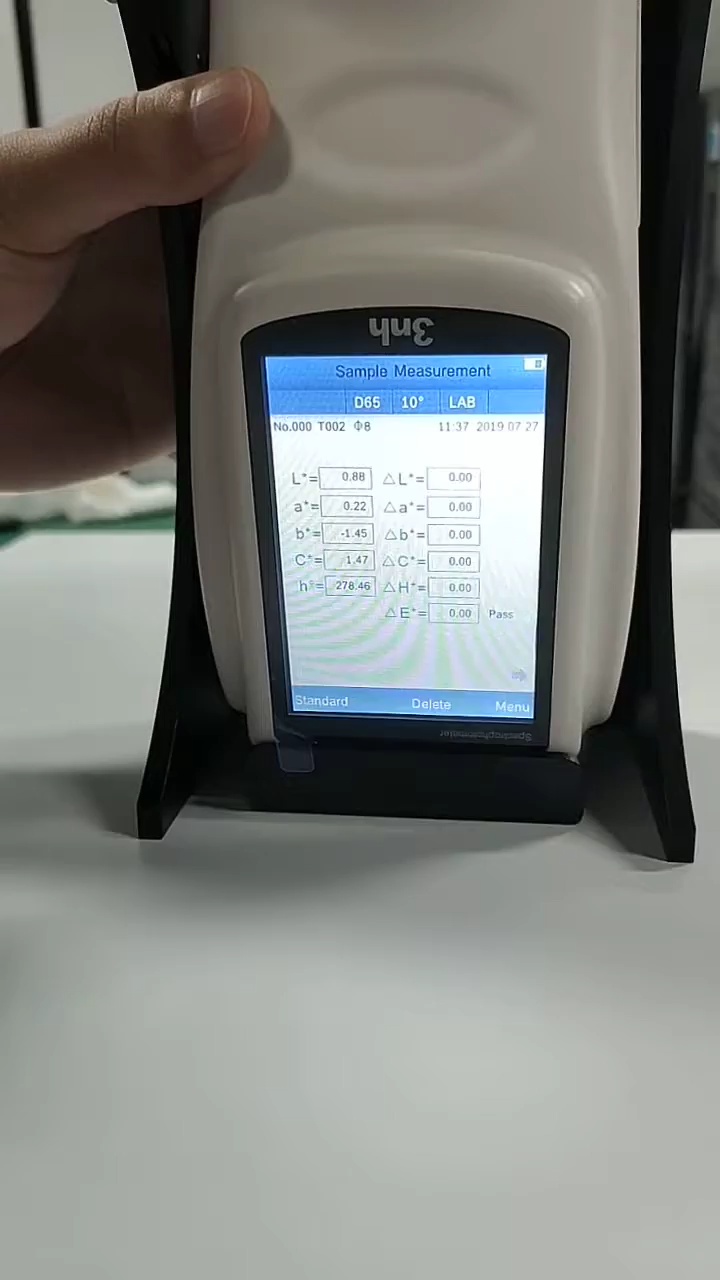 3nh
Sample Measurement
D65 10° LAB
No.000 T002 Φ8 11:37 2019 07 27
L*= 0.88 △L*= 0.00
a*= 0.22 △a*= 0.00
b*= -1.45 △b*= 0.00
C*= 1.47 △C*= 0.00
h°= 278.46 △H*= 0.00
△E*= 0.00 Pass
Standard Delete Menu
Spectrophotometer